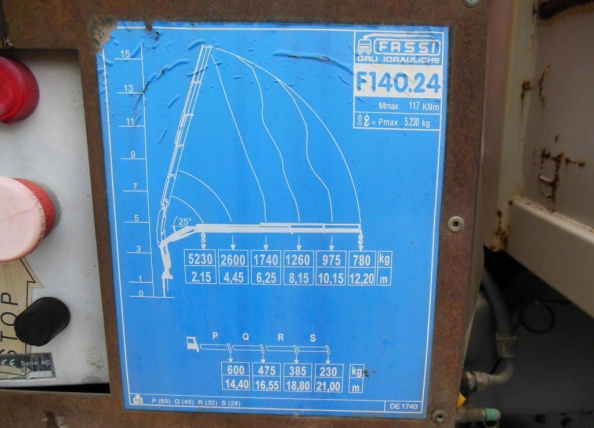 FASSI
GRU IDRAULICHE
F140.24
Mmax 117 KNm
= Pmax 5.230 kg
15
13
11
9
7
5
3
1
0
25°
5230 2600 1740 1260 975 780 kg
2,15 4,45 6,25 8,15 10,15 12,20 m
P Q R S
600 475 385 230 kg
14,40 16,55 18,80 21,00 m
P (65) Q (45) R (32) S (28)
DE 1740
STOP